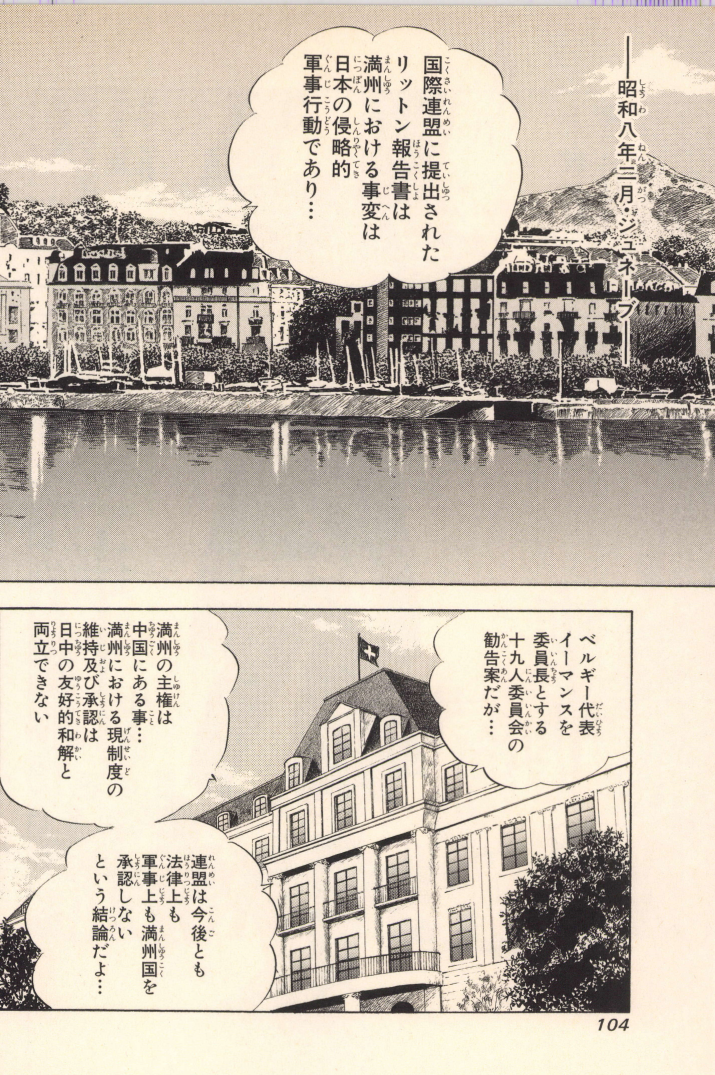 ――昭和八年二月・ジュネーブ――
国際連盟に提出された
リットン報告書は
満州における事変は
日本の侵略的
軍事行動であり…
ベルギー代表
イーマンスを
委員長とする
十九人委員会の
勧告案だが…
満州の主権は
中国にある事…
満州における現制度の
維持及び承認は
日中の友好的和解と
両立できない
連盟は今後とも
法律上も
軍事上も満州国を
承認しない
という結論だよ…
104